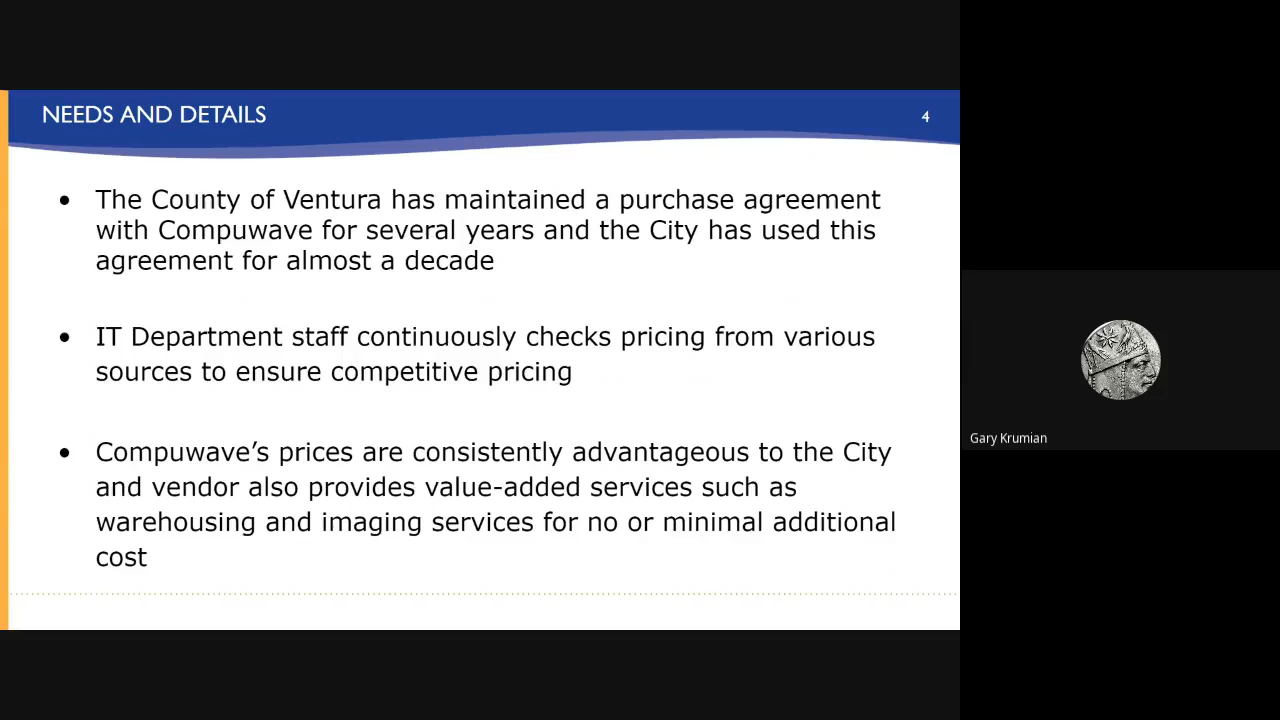 NEEDS AND DETAILS
4
• The County of Ventura has maintained a purchase agreement
with Compuwave for several years and the City has used this
agreement for almost a decade
• IT Department staff continuously checks pricing from various
sources to ensure competitive pricing
• Compuwave’s prices are consistently advantageous to the City
and vendor also provides value-added services such as
warehousing and imaging services for no or minimal additional
cost
Gary Krumian